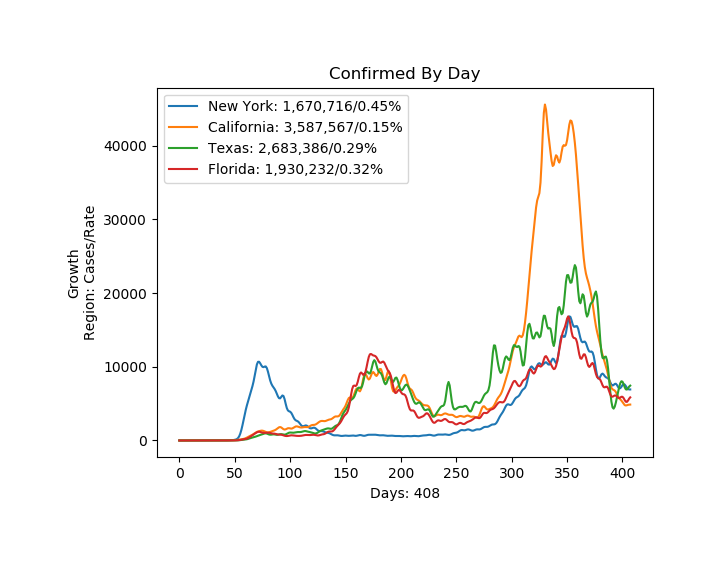 Confirmed By Day
New York: 1,670,716/0.45%
California: 3,587,567/0.15%
Texas: 2,683,386/0.29%
Florida: 1,930,232/0.32%
Growth
Region: Cases/Rate
40000
30000
20000
10000
0
0 50 100 150 200 250 300 350 400
Days: 408